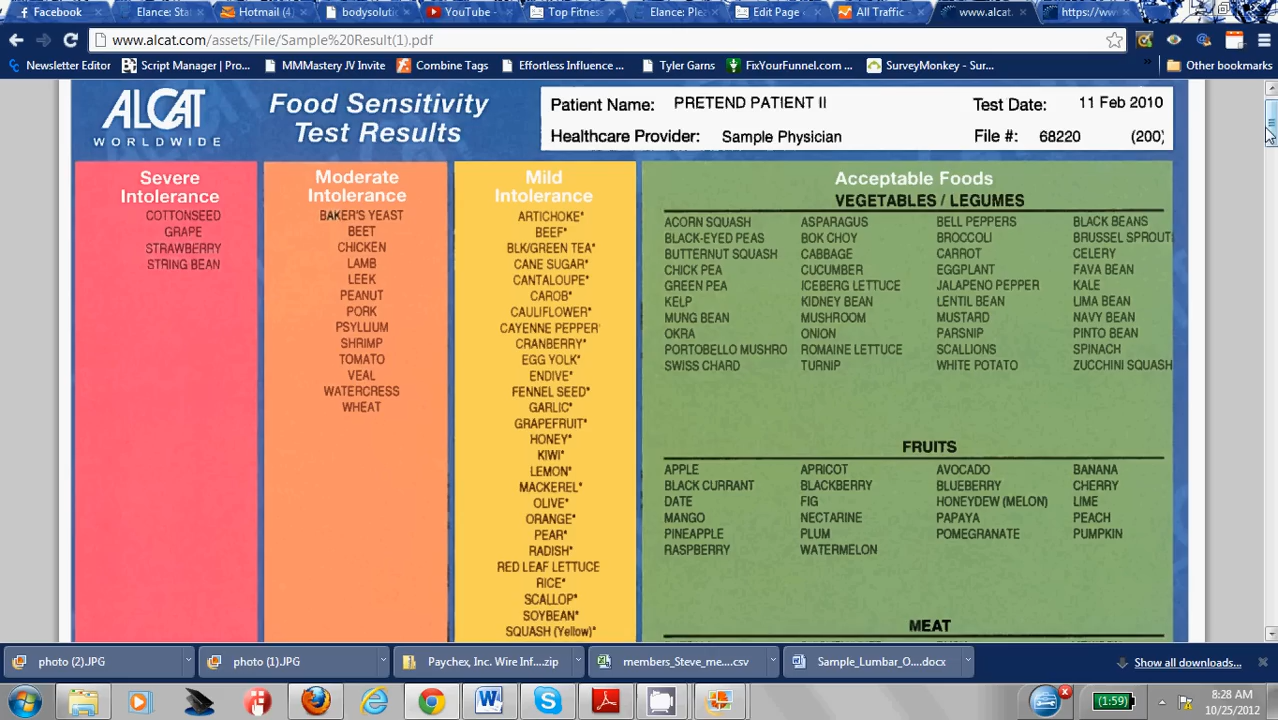 Facebook
Elance: Sta
Hotmail (4)
bodysoluti
YouTube -
Top Fitnes
Elance: Ple
Edit Page
All Traffic -
www.alcat.
https://ww
www.alcat.com/assets/File/Sample%20Result(1).pdf
Newsletter Editor
Script Manager | Pro...
MMMastery JV Invite
Combine Tags
Effortless Influence ...
Tyler Garns
FixYourFunnel.com ...
SurveyMonkey - Sur...
Other bookmarks
ALCAT
WORLDWIDE
Food Sensitivity
Test Results
Patient Name: PRETEND PATIENT II
Test Date: 11 Feb 2010
Healthcare Provider: Sample Physician
File #: 68220 (200)
Severe
Intolerance
COTTONSEED
GRAPE
STRAWBERRY
STRING BEAN
Moderate
Intolerance
BAKER'S YEAST
BEET
CHICKEN
LAMB
LEEK
PEANUT
PORK
PSYLLIUM
SHRIMP
TOMATO
VEAL
WATERCRESS
WHEAT
Mild
Intolerance
ARTICHOKE*
BEEF*
BLK/GREEN TEA*
CANE SUGAR*
CANTALOUPE*
CAROB*
CAULIFLOWER*
CAYENNE PEPPER*
CRANBERRY*
EGG YOLK*
ENDIVE*
FENNEL SEED*
GARLIC*
GRAPEFRUIT*
HONEY*
KIWI*
LEMON*
MACKEREL*
OLIVE*
ORANGE*
PEAR*
RADISH*
RED LEAF LETTUCE
RICE*
SCALLOP*
SOYBEAN*
SQUASH (Yellow)*
Acceptable Foods
VEGETABLES / LEGUMES
ACORN SQUASH ASPARAGUS BELL PEPPERS BLACK BEANS
BLACK-EYED PEAS BOK CHOY BROCCOLI BRUSSEL SPROUT
BUTTERNUT SQUASH CABBAGE CARROT CELERY
CHICK PEA CUCUMBER EGGPLANT FAVA BEAN
GREEN PEA ICEBERG LETTUCE JALAPENO PEPPER KALE
KELP KIDNEY BEAN LENTIL BEAN LIMA BEAN
MUNG BEAN MUSHROOM MUSTARD NAVY BEAN
OKRA ONION PARSNIP PINTO BEAN
PORTOBELLO MUSHRO ROMAINE LETTUCE SCALLIONS SPINACH
SWISS CHARD TURNIP WHITE POTATO ZUCCHINI SQUASH
FRUITS
APPLE APRICOT AVOCADO BANANA
BLACK CURRANT BLACKBERRY BLUEBERRY CHERRY
DATE FIG HONEYDEW (MELON) LIME
MANGO NECTARINE PAPAYA PEACH
PINEAPPLE PLUM POMEGRANATE PUMPKIN
RASPBERRY WATERMELON
MEAT
photo (2).JPG
photo (1).JPG
Paychex, Inc. Wire Inf....zip
members_Steve_me....csv
Sample_Lumbar_O....docx
Show all downloads...
(1:59)
8:28 AM
10/25/2012